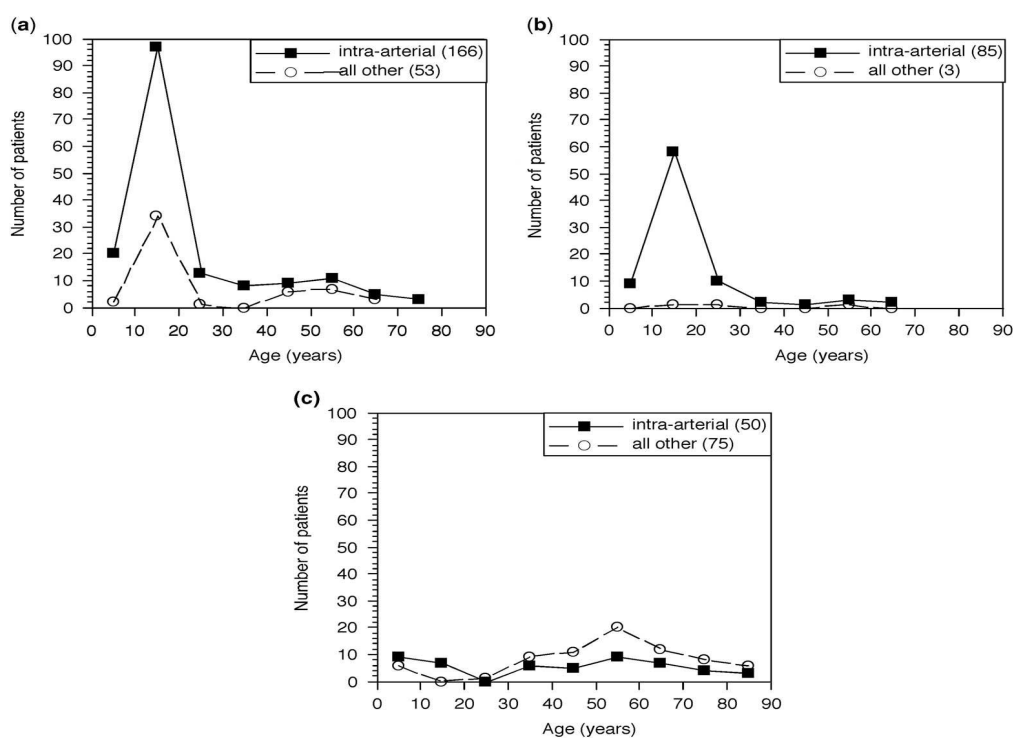 (a)
100
90
80
70
60
50
40
30
20
10
0
Number of patients
intra-arterial (166)
all other (53)
0 10 20 30 40 50 60 70 80 90
Age (years)
(b)
100
90
80
70
60
50
40
30
20
10
0
Number of patients
intra-arterial (85)
all other (3)
0 10 20 30 40 50 60 70 80 90
Age (years)
(c)
100
90
80
70
60
50
40
30
20
10
0
Number of patients
intra-arterial (50)
all other (75)
0 10 20 30 40 50 60 70 80 90
Age (years)